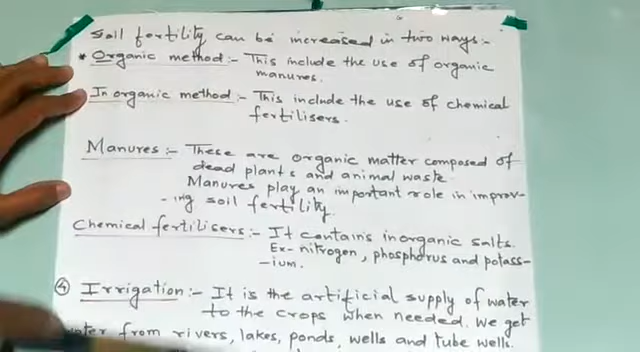 Soil fertility can be increased in two ways:-
* Organic method:- This include the use of organic
manures.
In organic method:- This include the use of chemical
fertilisers.
Manures:- These are organic matter composed of
dead plants and animal waste.
Manures play an important role in improv-
-ing soil fertility.
Chemical fertilisers:- It contains inorganic salts.
Ex- nitrogen, phosphorus and potass-
-ium.
④ Irrigation:- It is the artificial supply of water
to the crops when needed. We get
water from rivers, lakes, ponds, wells and tube wells.